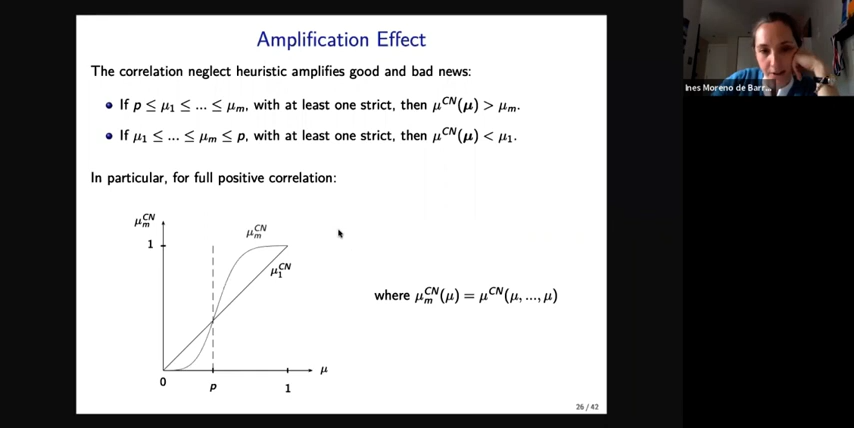 Amplification Effect
The correlation neglect heuristic amplifies good and bad news:
• If p ≤ μ₁ ≤ ... ≤ μₘ, with at least one strict, then μ^CN(μ) > μₘ.
• If μ₁ ≤ ... ≤ μₘ ≤ p, with at least one strict, then μ^CN(μ) < μ₁.
In particular, for full positive correlation:
μₘ^CN
1
μₘ^CN
μ₁^CN
where μₘ^CN(μ) = μ^CN(μ, ..., μ)
μ
0
p
1
26 / 42
Ines Moreno de Bar...